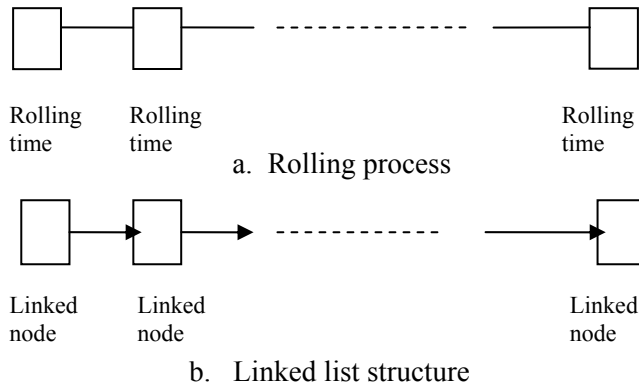 Rolling time
Rolling time
Rolling time
a. Rolling process
Linked node
Linked node
Linked node
b. Linked list structure